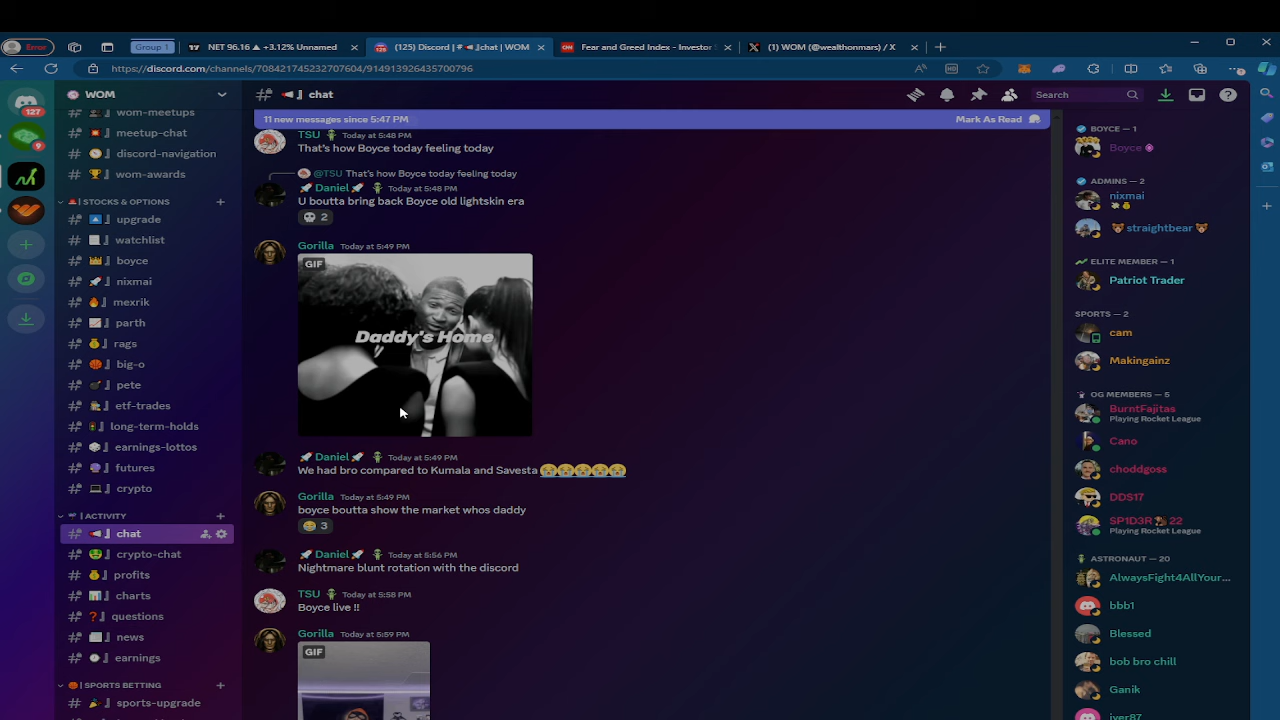 Error
Group 1
NET 96.16 ▲ +3.12% Unnamed
(125) Discord | # 📢⟧chat | WOM
Fear and Greed Index - Investor
(1) WOM (@wealthonmars) / X
https://discord.com/channels/708421745232707604/914913926435700796
127
9
WOM
wom-meetups
meetup-chat
discord-navigation
wom-awards
| STOCKS & OPTIONS
upgrade
watchlist
boyce
nixmai
mexrik
parth
rags
big-o
pete
etf-trades
long-term-holds
earnings-lottos
futures
crypto
| ACTIVITY
chat
crypto-chat
profits
charts
questions
news
earnings
| SPORTS BETTING
sports-upgrade
chat
Search
11 new messages since 5:47 PM
Mark As Read
TSU Today at 5:48 PM
That's how Boyce today feeling today
@TSU That's how Boyce today feeling today
Daniel Today at 5:48 PM
U boutta bring back Boyce old lightskin era
2
Gorilla Today at 5:49 PM
GIF
Daddy's Home
Daniel Today at 5:49 PM
We had bro compared to Kumala and Savesta 😭😭😭😭😭
Gorilla Today at 5:49 PM
boyce boutta show the market whos daddy
3
Daniel Today at 5:56 PM
Nightmare blunt rotation with the discord
TSU Today at 5:58 PM
Boyce live !!
Gorilla Today at 5:59 PM
GIF
BOYCE — 1
Boyce
ADMINS — 2
nixmai
🐻 straightbear 🐻
ELITE MEMBER — 1
Patriot Trader
SPORTS — 2
cam
Makingainz
OG MEMBERS — 5
BurntFajitas
Playing Rocket League
Cano
choddgoss
DDS17
SP1D3R 22
Playing Rocket League
ASTRONAUT — 20
AlwaysFight4AllYour...
bbb1
Blessed
bob bro chill
Ganik
iver87